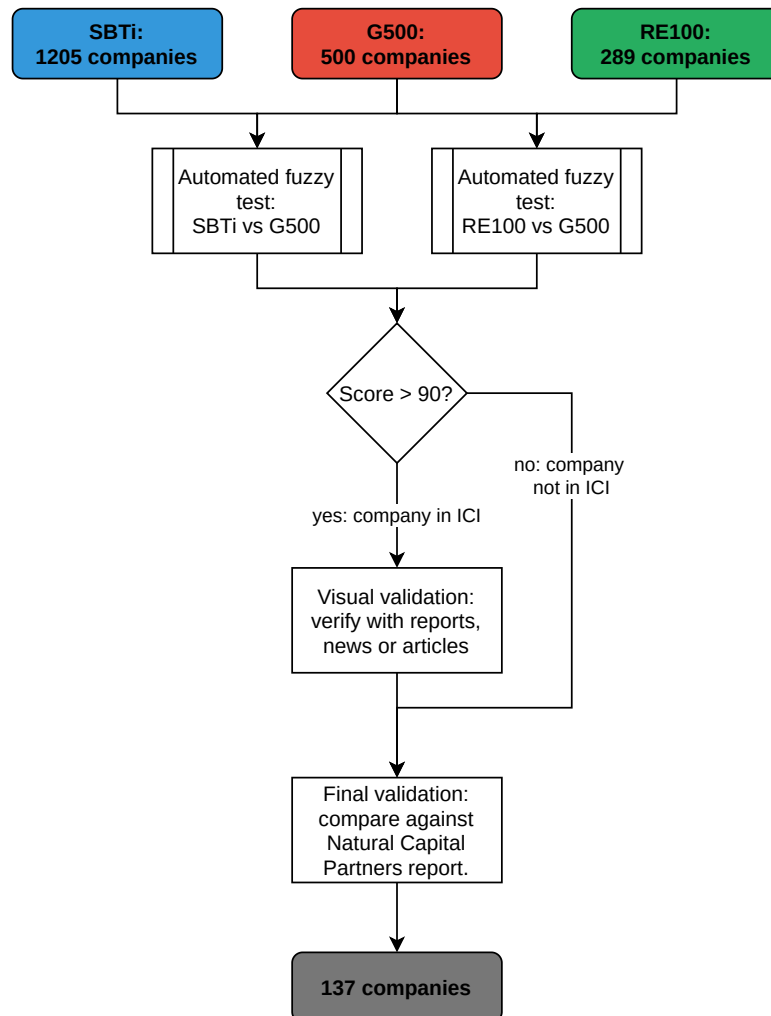 SBTi:
1205 companies
G500:
500 companies
RE100:
289 companies
Automated fuzzy
test:
SBTi vs G500
Automated fuzzy
test:
RE100 vs G500
Score > 90?
no: company
not in ICI
yes: company in ICI
Visual validation:
verify with reports,
news or articles
Final validation:
compare against
Natural Capital
Partners report.
137 companies